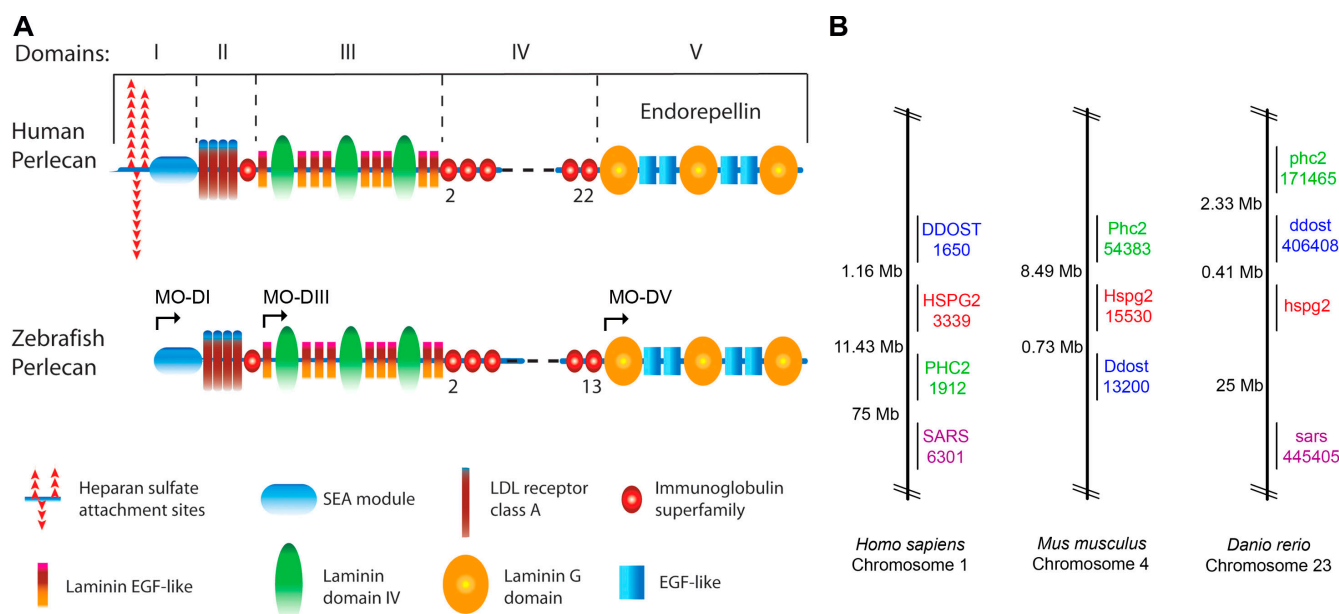 A
Domains:
I
II
III
IV
V
Human
Perlecan
Endorepellin
2
22
Zebrafish
Perlecan
MO-DI
MO-DIII
MO-DV
2
13
Heparan sulfate
attachment sites
SEA module
LDL receptor
class A
Immunoglobulin
superfamily
Laminin EGF-like
Laminin
domain IV
Laminin G
domain
EGF-like
B
DDOST
1650
1.16 Mb
HSPG2
3339
11.43 Mb
PHC2
1912
75 Mb
SARS
6301
Homo sapiens
Chromosome 1
Phc2
54383
8.49 Mb
Hspg2
15530
0.73 Mb
Ddost
13200
Mus musculus
Chromosome 4
phc2
171465
2.33 Mb
ddost
406408
0.41 Mb
hspg2
25 Mb
sars
445405
Danio rerio
Chromosome 23